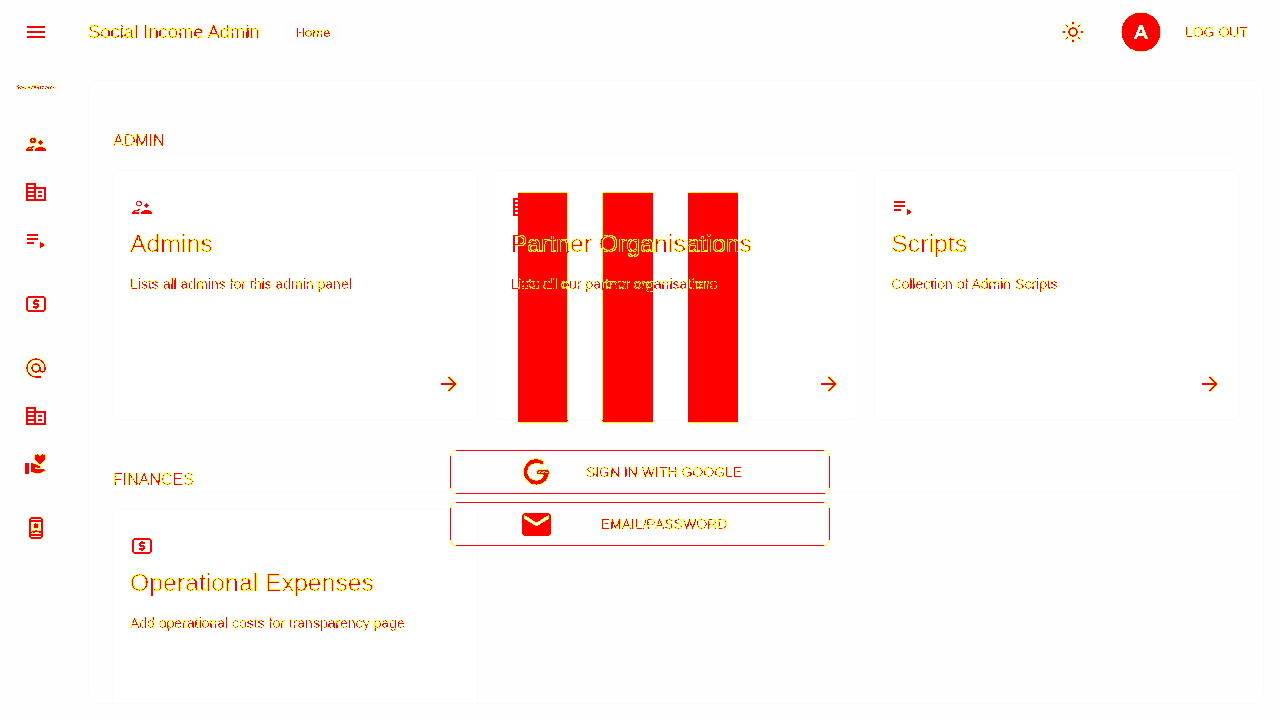 Social Income Admin Home A LOG OUT
ADMIN
Admins
Lists all admins for this admin panel
Partner Organisations
Lists all our partner organisations
Scripts
Collection of Admin Scripts
FINANCES
SIGN IN WITH GOOGLE
EMAIL/PASSWORD
Operational Expenses
Add operational costs for transparency page